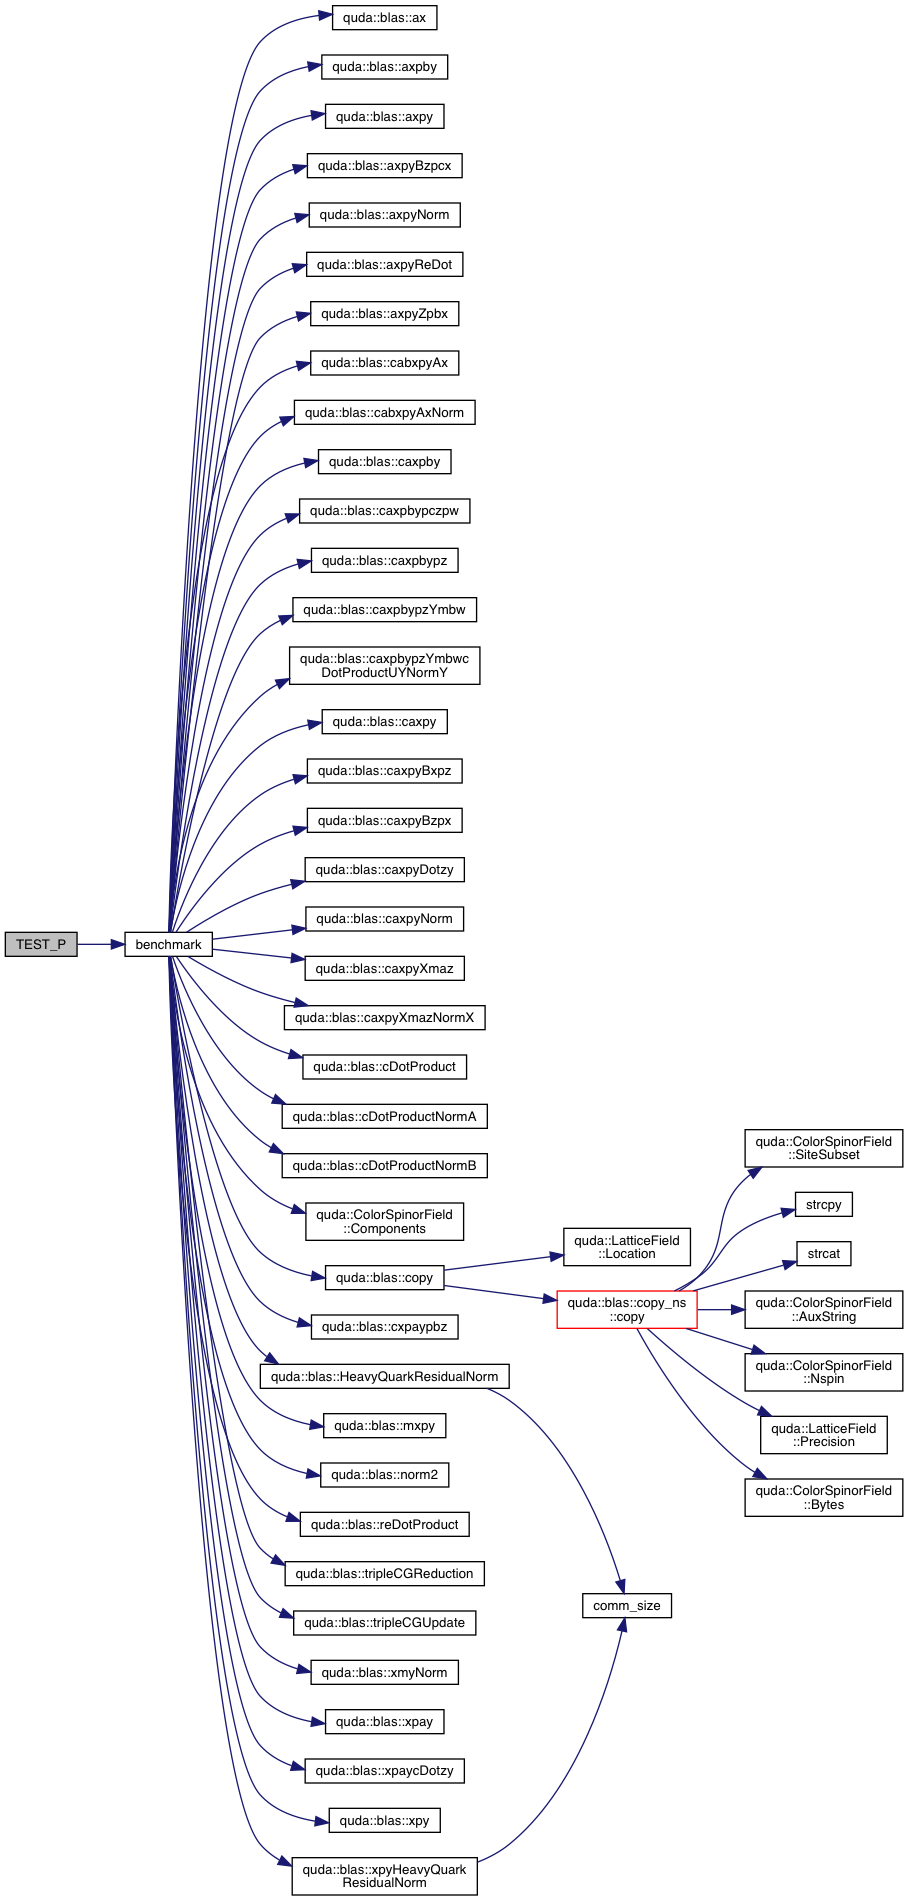 quda::blas::ax
quda::blas::axpby
quda::blas::axpy
quda::blas::axpyBzpcx
quda::blas::axpyNorm
quda::blas::axpyReDot
quda::blas::axpyZpbx
quda::blas::cabxpyAx
quda::blas::cabxpyAxNorm
quda::blas::caxpby
quda::blas::caxpbypczpw
quda::blas::caxpbypz
quda::blas::caxpbypzYmbw
quda::blas::caxpbypzYmbwc
DotProductUYNormY
quda::blas::caxpy
quda::blas::caxpyBxpz
quda::blas::caxpyBzpx
quda::blas::caxpyDotzy
quda::blas::caxpyNorm
TEST_P
benchmark
quda::blas::caxpyXmaz
quda::blas::caxpyXmazNormX
quda::blas::cDotProduct
quda::blas::cDotProductNormA
quda::blas::cDotProductNormB
quda::ColorSpinorField
::Components
quda::blas::copy
quda::blas::cxpaypbz
quda::blas::HeavyQuarkResidualNorm
quda::blas::mxpy
quda::blas::norm2
quda::blas::reDotProduct
quda::blas::tripleCGReduction
quda::blas::tripleCGUpdate
quda::blas::xmyNorm
quda::blas::xpay
quda::blas::xpaycDotzy
quda::blas::xpy
quda::blas::xpyHeavyQuark
ResidualNorm
quda::LatticeField
::Location
quda::blas::copy_ns
::copy
comm_size
quda::ColorSpinorField
::SiteSubset
strcpy
strcat
quda::ColorSpinorField
::AuxString
quda::ColorSpinorField
::Nspin
quda::LatticeField
::Precision
quda::ColorSpinorField
::Bytes